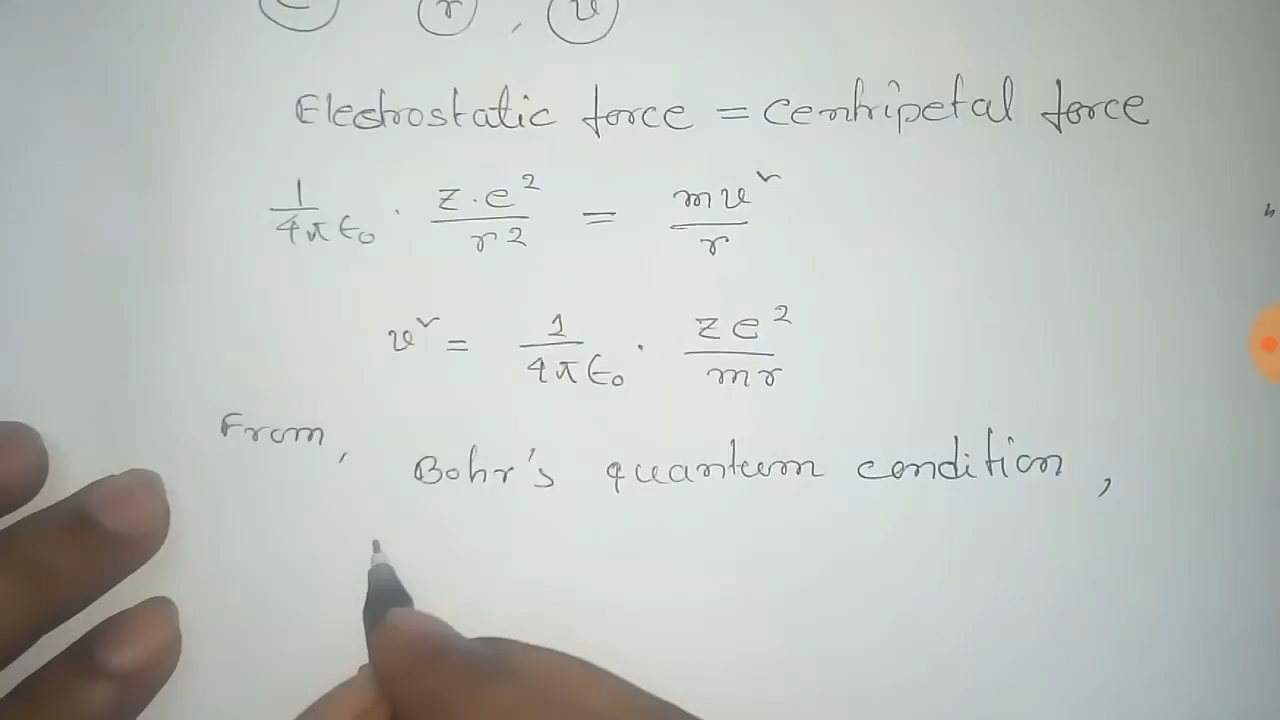 r , v
Electrostatic force = centripetal force
1/4πε₀ · z·e²/r² = mv²/r
v² = 1/4πε₀ · ze²/mr
From, Bohr's quantum condition,